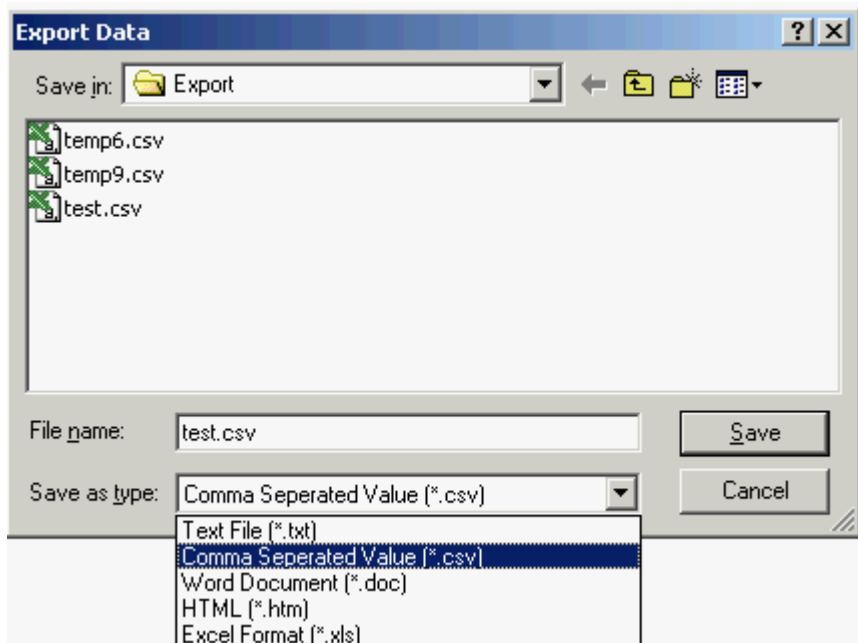 Export Data
Save in: Export
temp6.csv
temp9.csv
test.csv
File name: test.csv Save
Save as type: Comma Seperated Value (*.csv) Cancel
Text File (*.txt)
Comma Seperated Value (*.csv)
Word Document (*.doc)
HTML (*.htm)
Excel Format (*.xls)